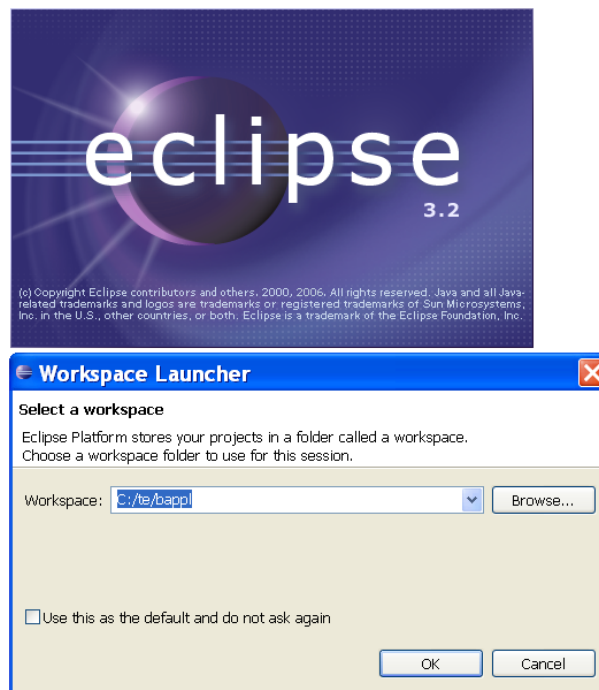 eclipse
3.2
(c) Copyright Eclipse contributors and others. 2000, 2006. All rights reserved. Java and all Java-
related trademarks and logos are trademarks or registered trademarks of Sun Microsystems,
Inc. in the U.S., other countries, or both. Eclipse is a trademark of the Eclipse Foundation, Inc.
Workspace Launcher
Select a workspace
Eclipse Platform stores your projects in a folder called a workspace.
Choose a workspace folder to use for this session.
Workspace: C:/te/bappl Browse...
Use this as the default and do not ask again
OK Cancel